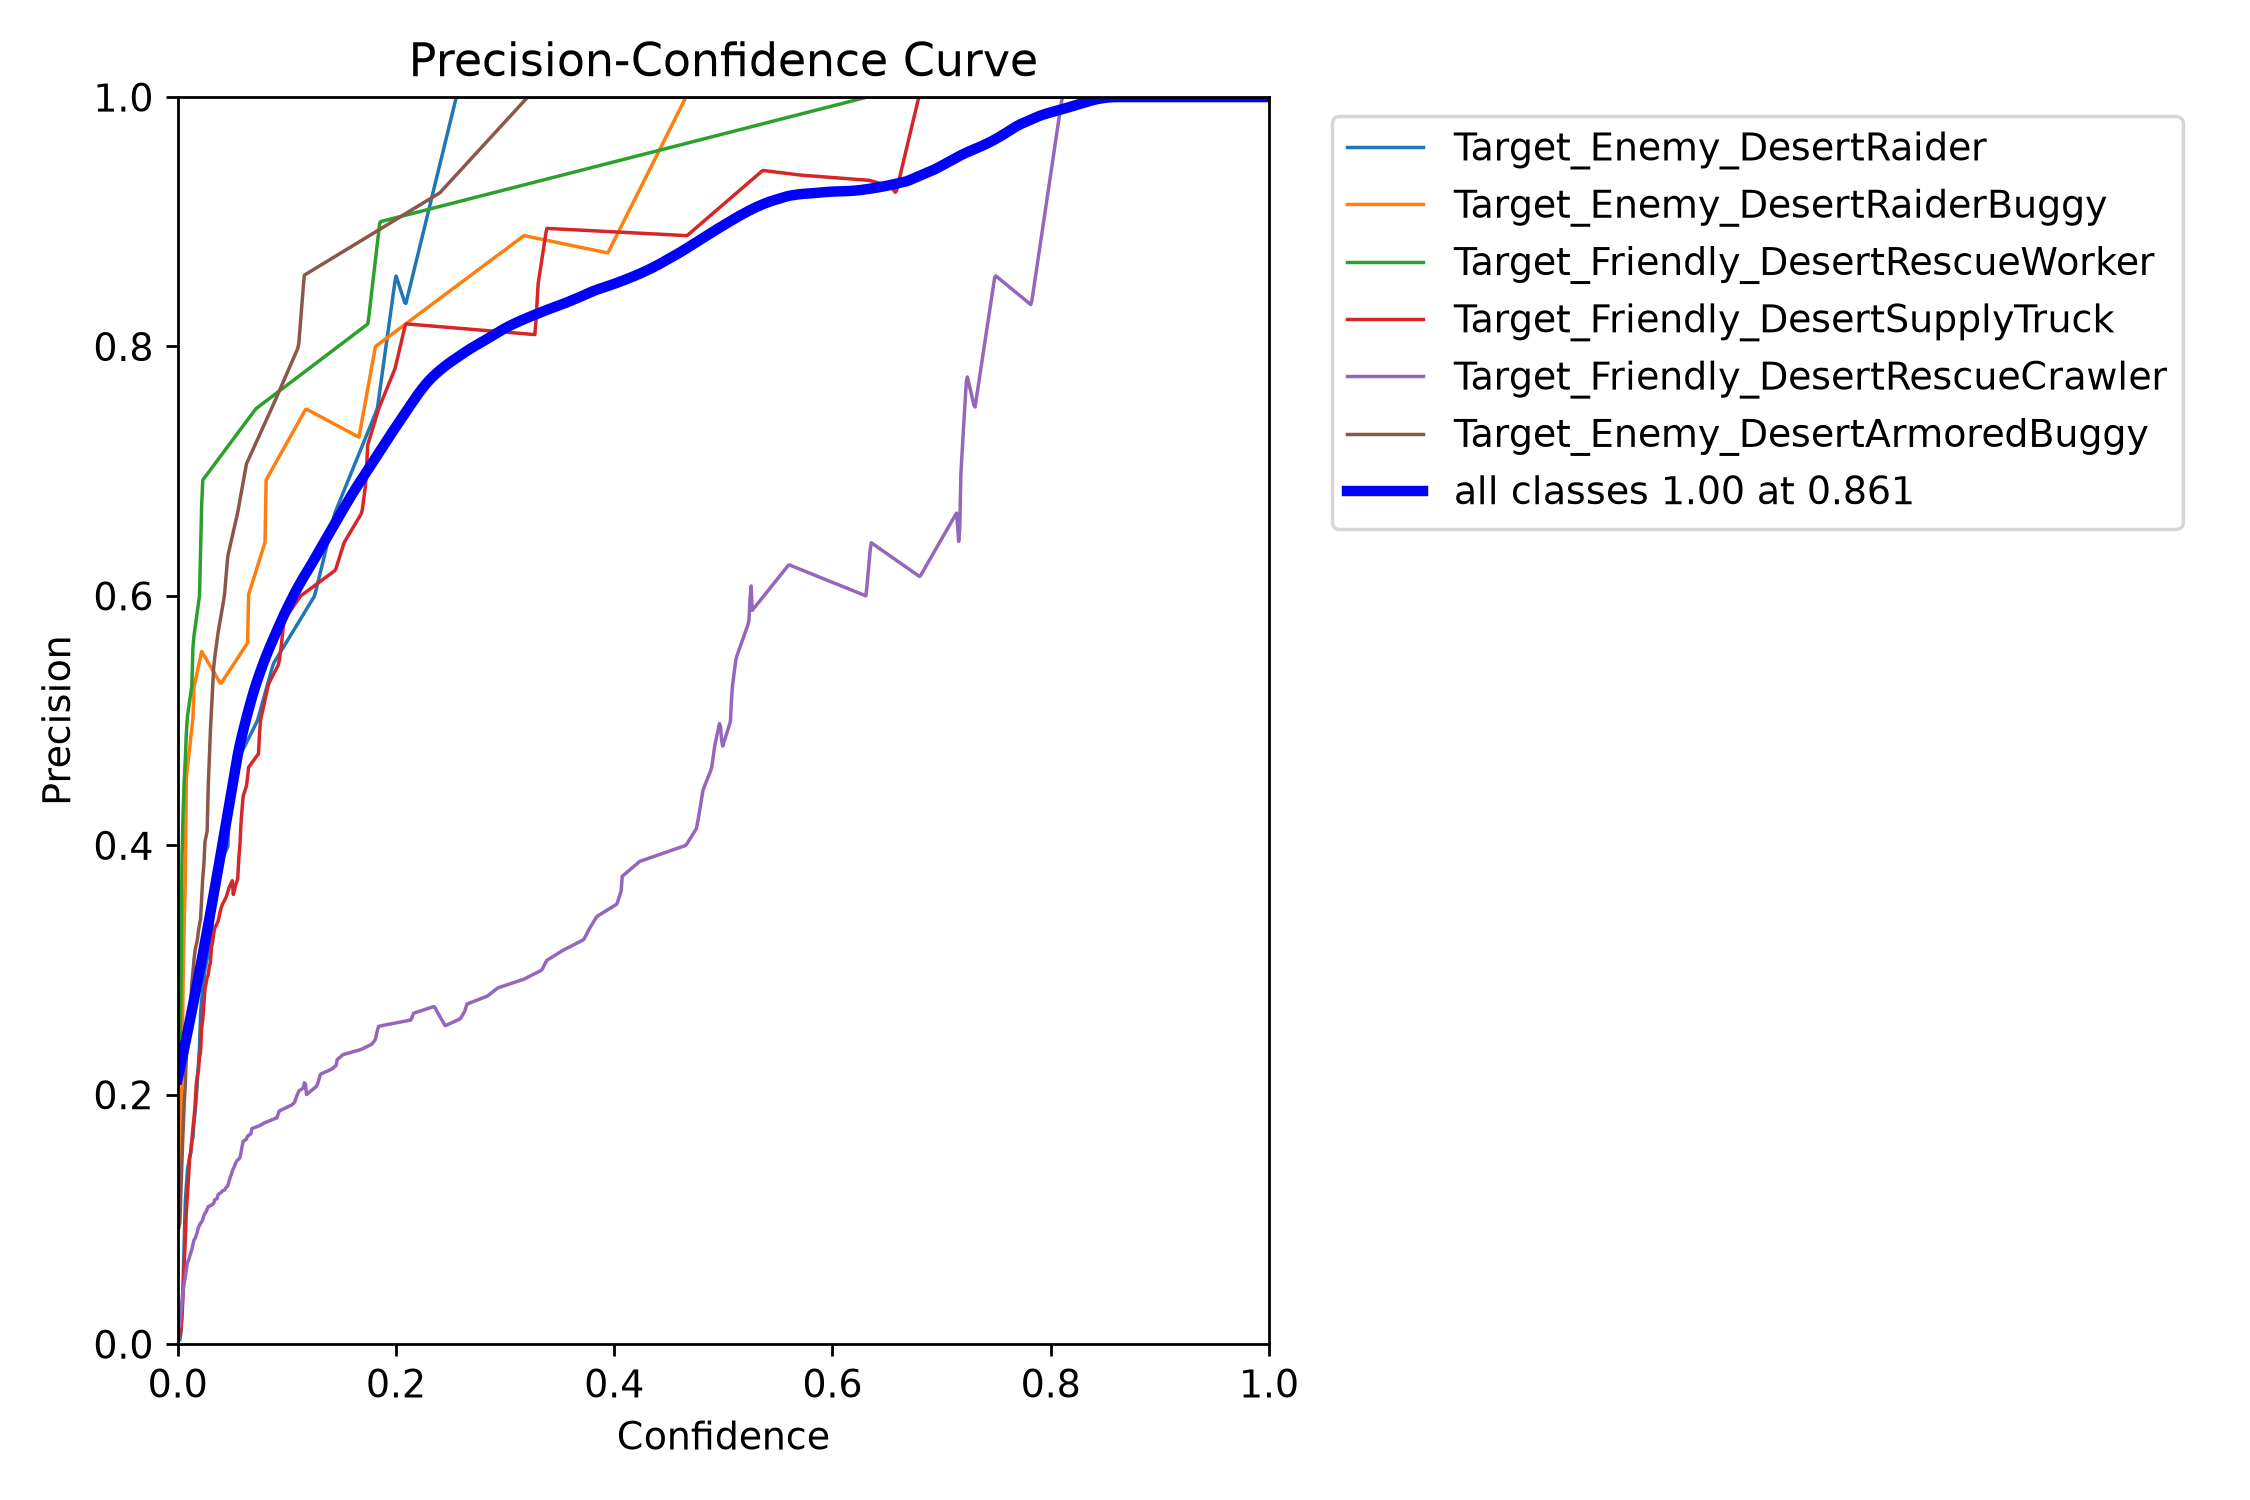 Precision-Confidence Curve
1.0
0.8
0.6
0.4
0.2
0.0
Precision
0.0 0.2 0.4 0.6 0.8 1.0
Confidence
Target_Enemy_DesertRaider
Target_Enemy_DesertRaiderBuggy
Target_Friendly_DesertRescueWorker
Target_Friendly_DesertSupplyTruck
Target_Friendly_DesertRescueCrawler
Target_Enemy_DesertArmoredBuggy
all classes 1.00 at 0.861